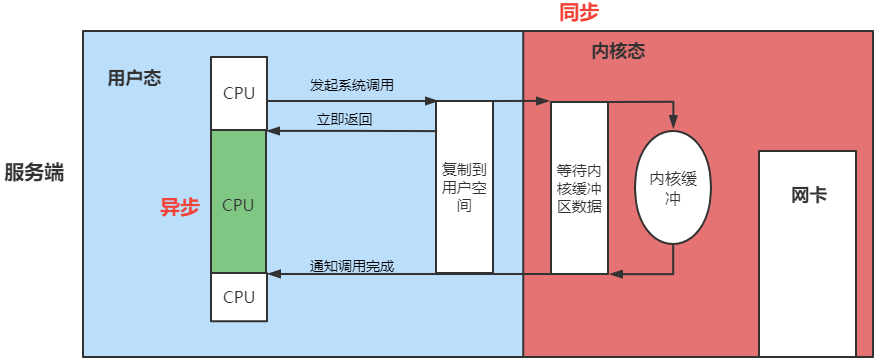 同步
内核态
用户态
CPU
发起系统调用
立即返回
服务端
异步
CPU
复制到
用户空
间
等待内
核缓冲
区数据
内核缓
冲
网卡
通知调用完成
CPU